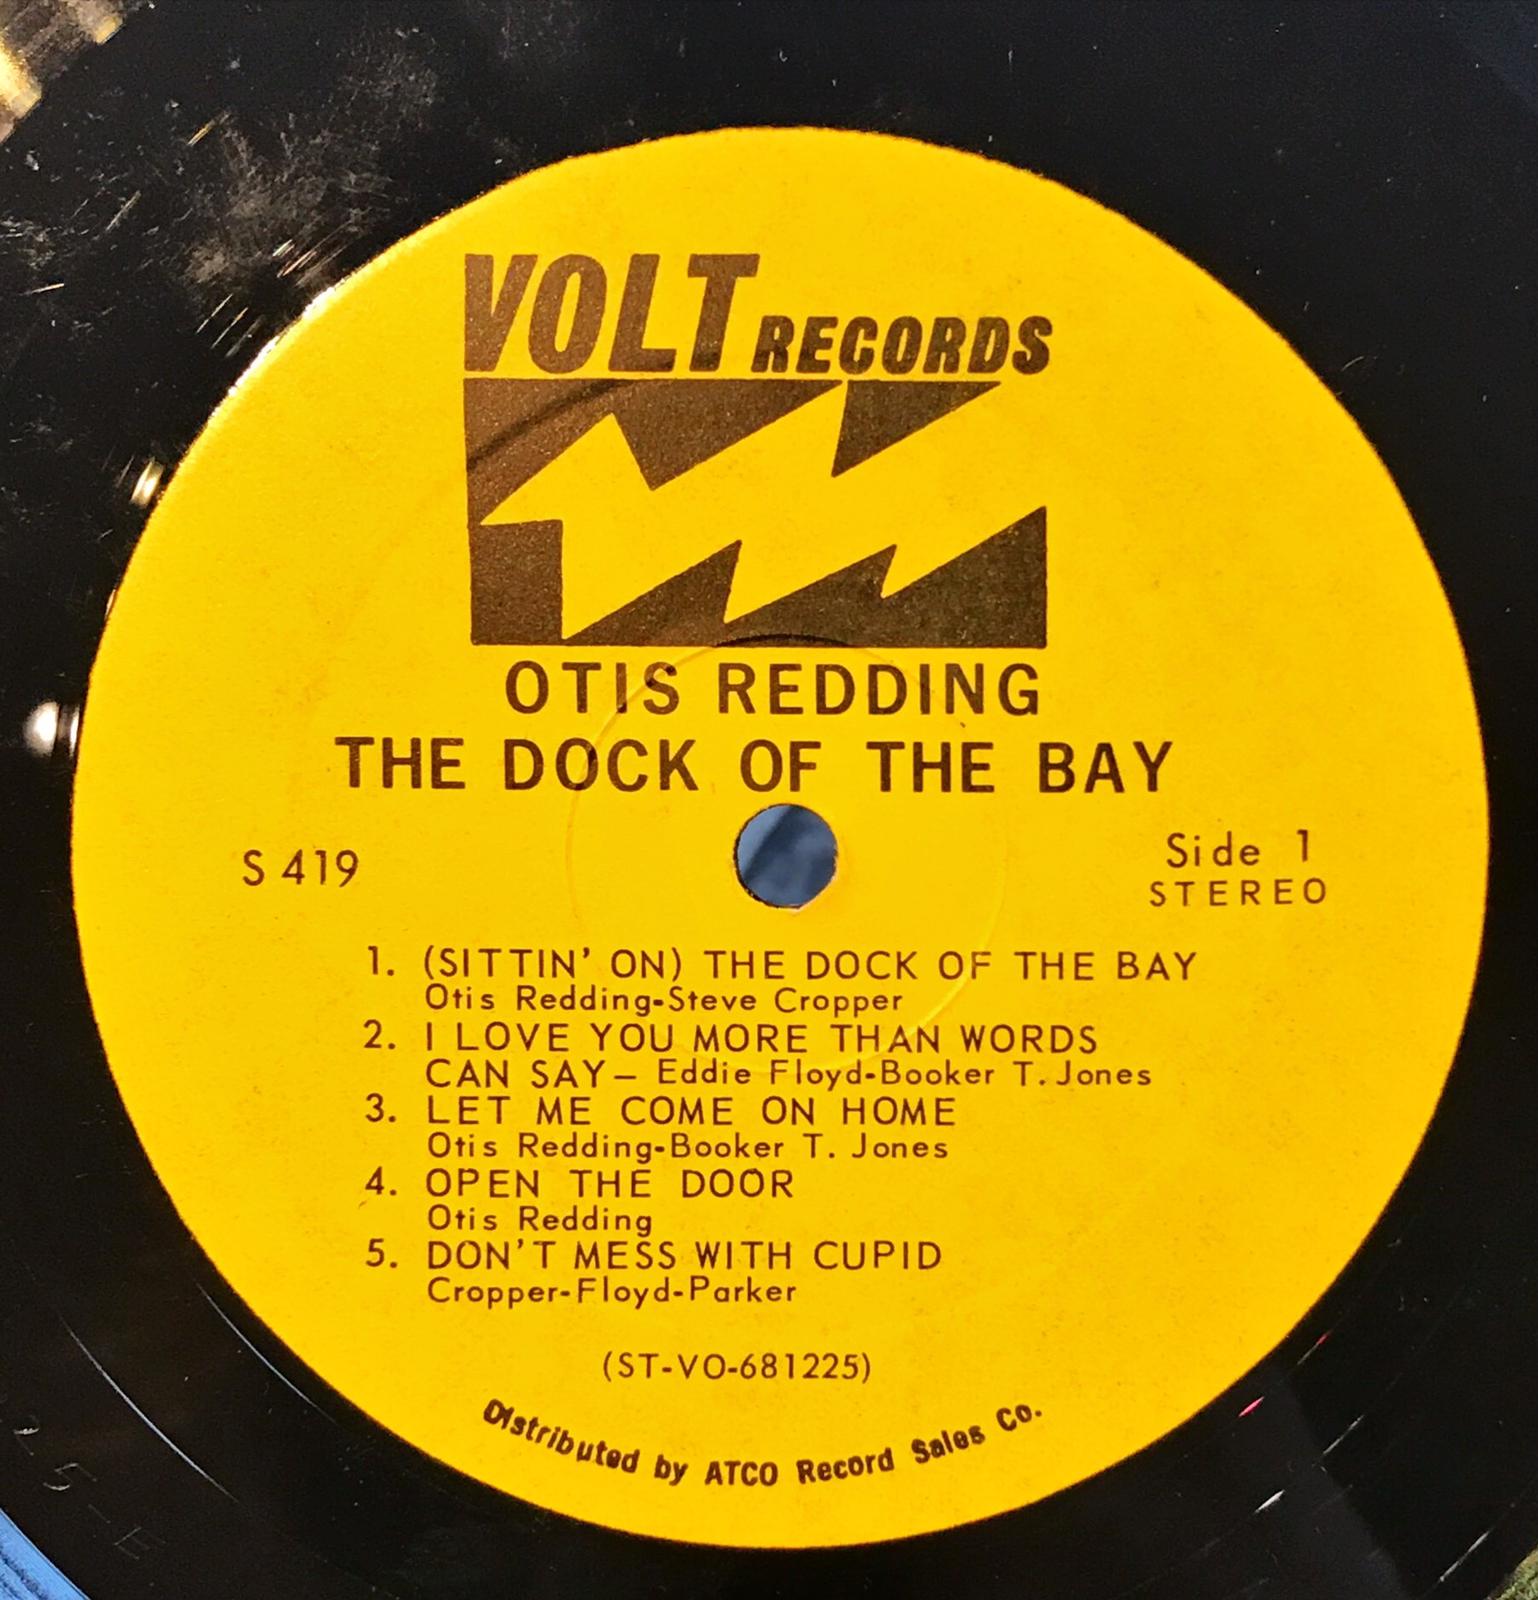 VOLT RECORDS
OTIS REDDING
THE DOCK OF THE BAY
S 419
Side 1
STEREO
1. (SITTIN' ON) THE DOCK OF THE BAY
Otis Redding-Steve Cropper
2. I LOVE YOU MORE THAN WORDS
CAN SAY— Eddie Floyd-Booker T. Jones
3. LET ME COME ON HOME
Otis Redding-Booker T. Jones
4. OPEN THE DOOR
Otis Redding
5. DON'T MESS WITH CUPID
Cropper-Floyd-Parker
(ST-VO-681225)
Distributed by ATCO Record Sales Co.